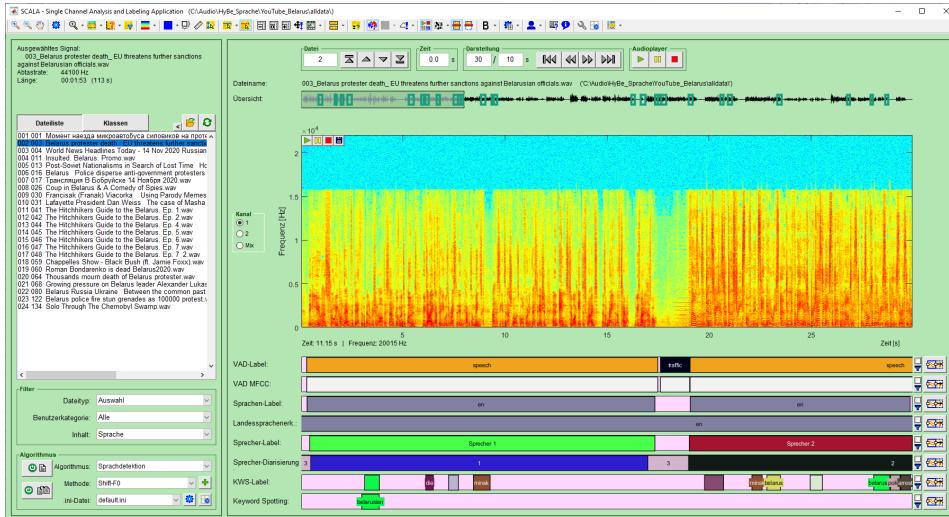 SCALA - Single Channel Analysis and Labeling Application (C:\Audio\HyBe_Sprache\YouTube_Belarus\alldata\)
Ausgewähltes Signal:
003_Belarus protester death_ EU threatens further sanctions
against Belarusian officials.wav
Abtastrate: 44100 Hz
Länge: 00:01:53 (113 s)
Dateiliste Klassen
001 001 Момент наезда микроавтобуса силовиков на проте
002 003 Belarus protester death_ EU threatens further sanctio
003 004 World News Headlines Today - 14 Nov 2020 Russian
004 011 Insulted. Belarus. Promo.wav
005 013 Post-Soviet Nationalisms in Search of Lost Time Ho
006 016 Belarus Police disperse anti-government protesters
007 017 Трансляция В Бобруйске 14 Ноября 2020.wav
008 026 Coup in Belarus & A Comedy of Spies.wav
009 030 Francisak (Franak) Viacorka Using Parody Memes
010 031 Lafayette President Dan Weiss The case of Masha
011 041 The Hitchhikers Guide to the Belarus. Ep. 1.wav
012 042 The Hitchhikers Guide to the Belarus. Ep. 2.wav
013 044 The Hitchhikers Guide to the Belarus. Ep. 4.wav
014 045 The Hitchhikers Guide to the Belarus. Ep. 5.wav
015 046 The Hitchhikers Guide to the Belarus. Ep. 6.wav
016 047 The Hitchhikers Guide to the Belarus. Ep. 7.wav
017 048 The Hitchhikers Guide to the Belarus. Ep. 7 2.wav
018 059 Chappelles Show - Black Bush (ft. Jamie Foxx).wav
019 060 Roman Bondarenko is dead Belarus2020.wav
020 064 Thousands mourn death of Belarus protester.wav
021 068 Growing pressure on Belarus leader Alexander Lukas
022 080 Belarus Russia Ukraine Between the common past
023 122 Belarus police fire stun grenades as 100000 protest.v
024 134 Solo Through The Chernobyl Swamp.wav
Filter
Dateityp: Auswahl
Benutzerkategorie: Alle
Inhalt: Sprache
Algorithmus
Algorithmus: Sprachdetektion
Methode: Shift-F0
.ini-Datei: default.ini
Datei Zeit Darstellung Audioplayer
2 0.0 s 30 / 10 s
Dateiname: 003_Belarus protester death_ EU threatens further sanctions against Belarusian officials.wav ('C:\Audio\HyBe_Sprache\YouTube_Belarus\alldata\')
Übersicht:
× 10⁴
2
1.5
1
0.5
0
Frequenz [Hz]
Kanal
1
2
Mix
5 10 15 20 25
Zeit: 11.15 s | Frequenz: 20015 Hz Zeit [s]
VAD-Label: speech traffic speech
VAD MFCC:
Sprachen-Label: en en
Landessprachenerk.: en
Sprecher-Label: Sprecher 1 Sprecher 2
Sprecher-Diarisierung 3 1 3 2
KWS-Label: die minsk minsk belarus belarus poli arrest
Keyword Spotting: belarusian